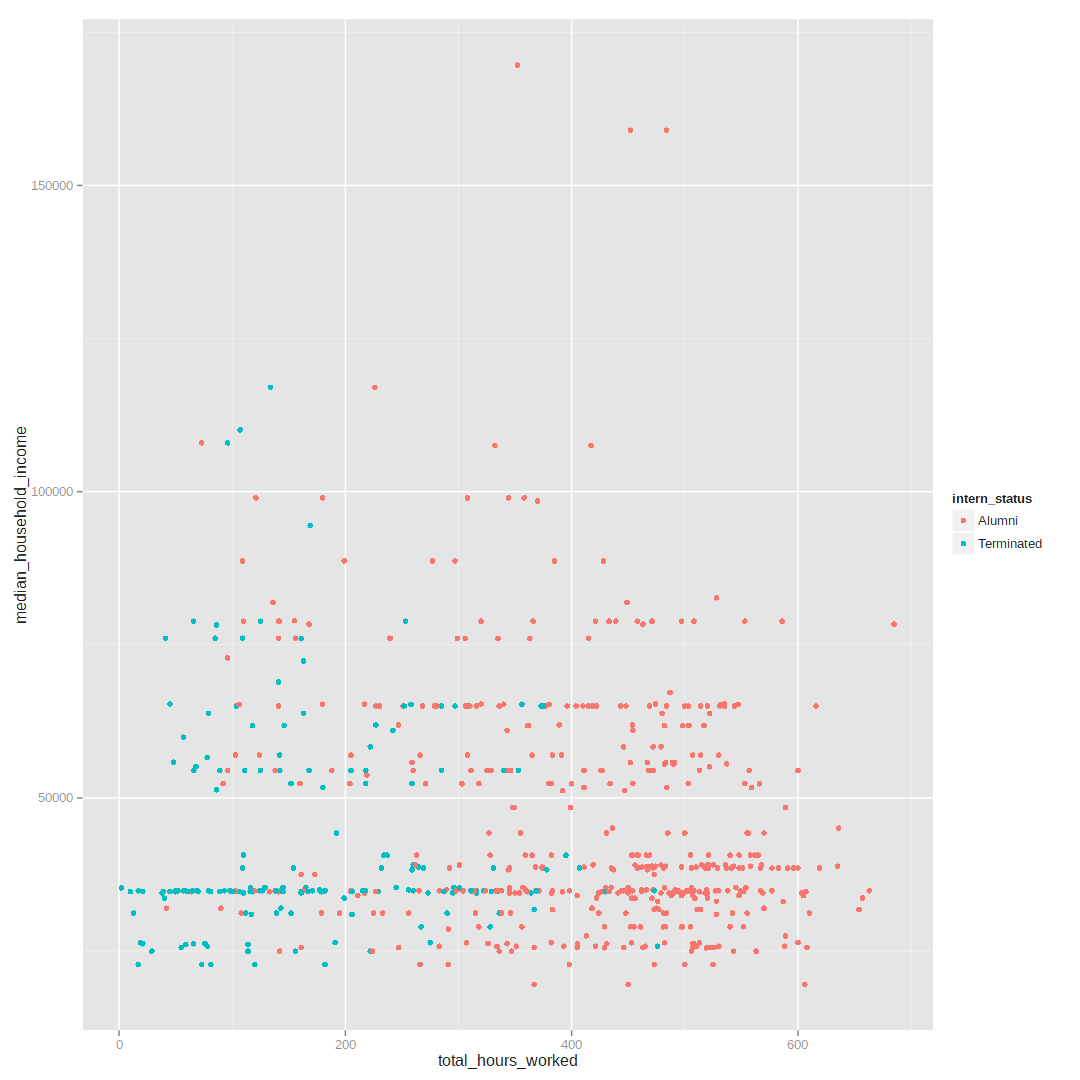 median_household_income
150000
100000
50000
0
200
400
600
total_hours_worked
intern_status
Alumni
Terminated